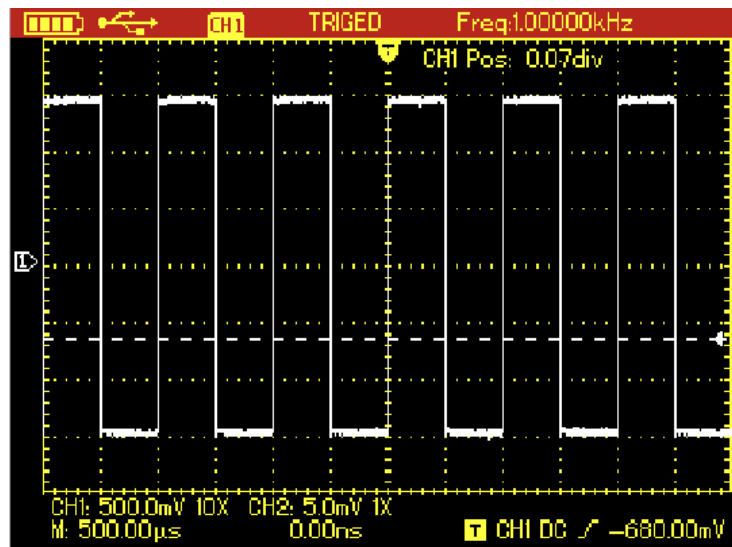 CH1 TRIGED Freq:1.00000kHz
T
CH1 Pos: 0.07div
1
CH1: 500.0mV 10X CH2: 5.0mV 1X
M: 500.00µs 0.00ns T CH1 DC -680.00mV